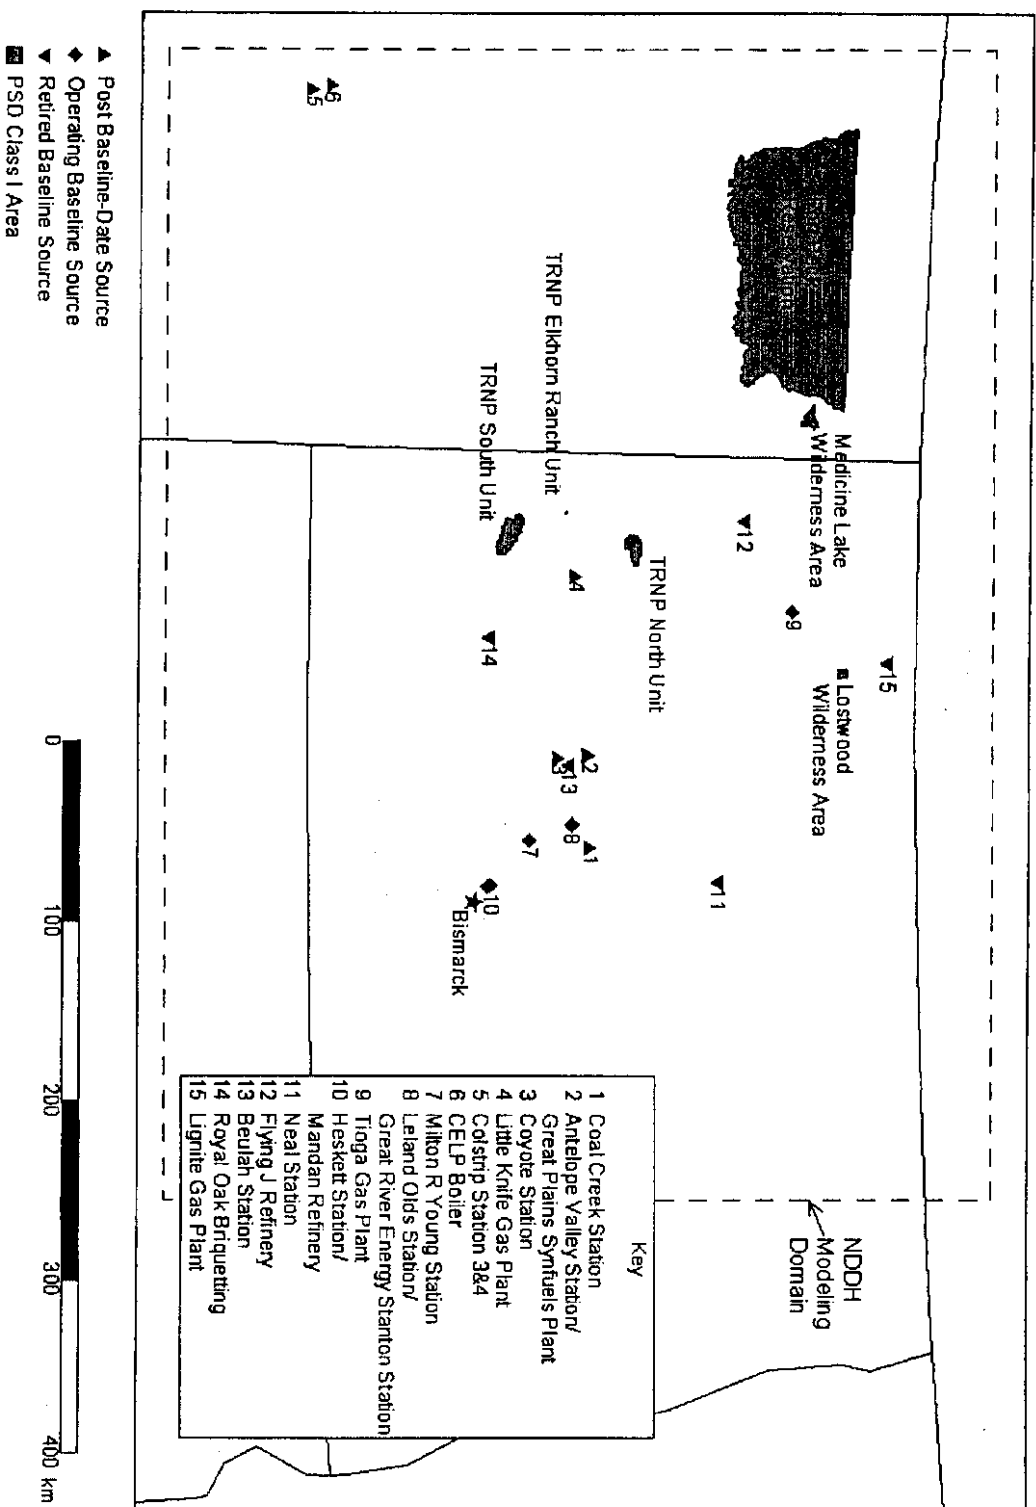 15
Lostwood
Wilderness Area
Medicine Lake
Wilderness Area
9
12
11
TRNP North Unit
TRNP Elkhorn Ranch Unit
TRNP South Unit
4
14
2
13
3
8
1
7
10
Bismarck
6
5
NDDH
Modeling
Domain
Key
1 Coal Creek Station
2 Antelope Valley Station/
Great Plains Synfuels Plant
3 Coyote Station
4 Little Knife Gas Plant
5 Colstrip Station 3&4
6 CELP Boiler
7 Milton R Young Station
8 Leland Olds Station/
Great River Energy Stanton Station
9 Tioga Gas Plant
10 Heskett Station/
Mandan Refinery
11 Neal Station
12 Flying J Refinery
13 Beulah Station
14 Royal Oak Briquetting
15 Lignite Gas Plant
0 100 200 300 400 km
Post Baseline-Date Source
Operating Baseline Source
Retired Baseline Source
PSD Class I Area